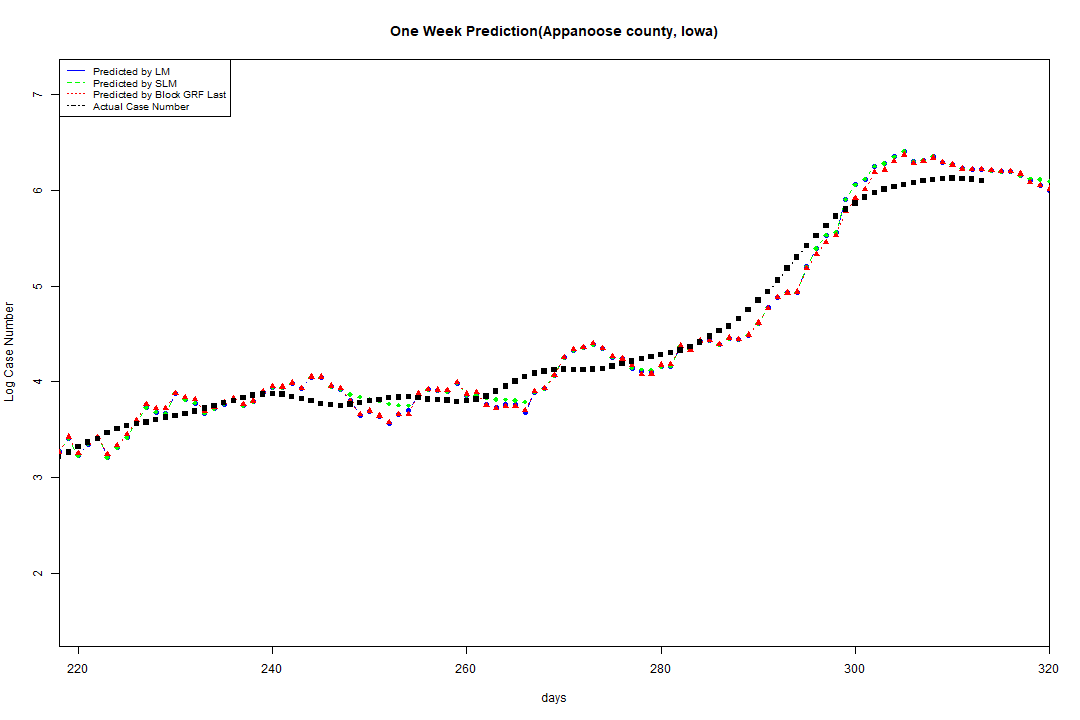 One Week Prediction(Appanoose county, Iowa)
Predicted by LM
Predicted by SLM
Predicted by Block GRF Last
Actual Case Number
Log Case Number
7
6
5
4
3
2
220 240 260 280 300 320
days